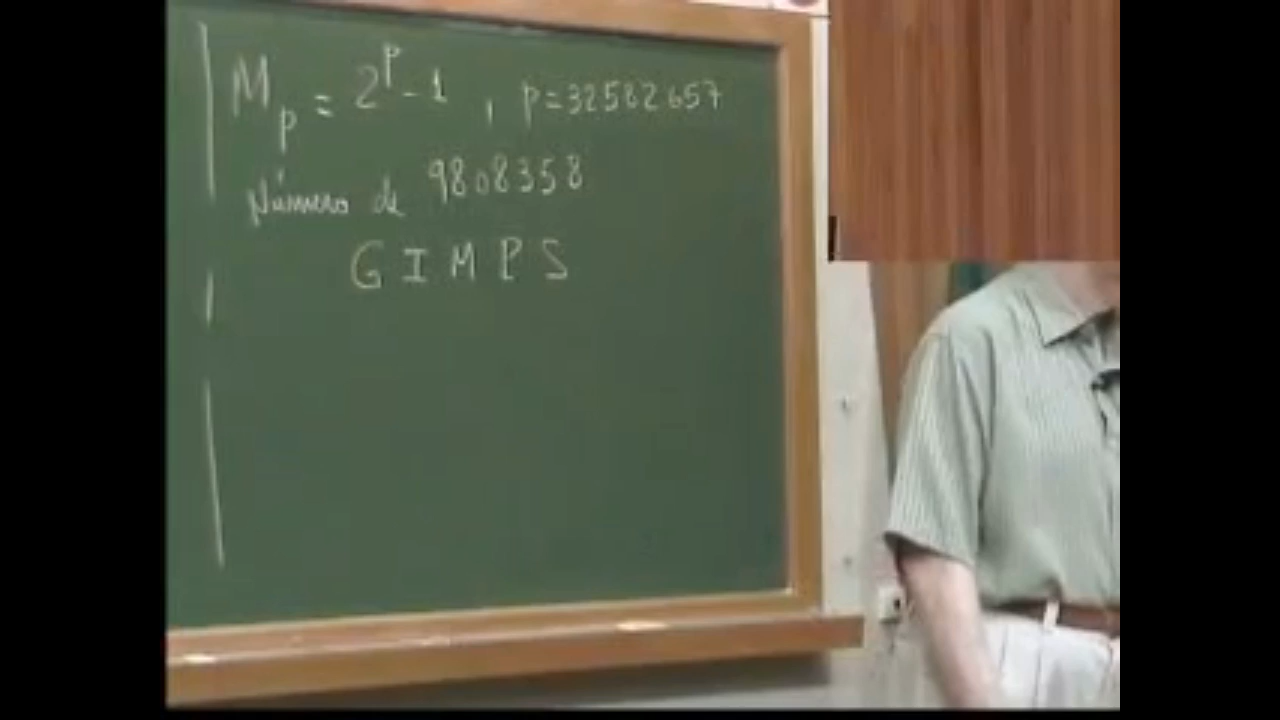 Mp = 2^p - 1 , p = 32582657
Número de 9808358
GIMPS